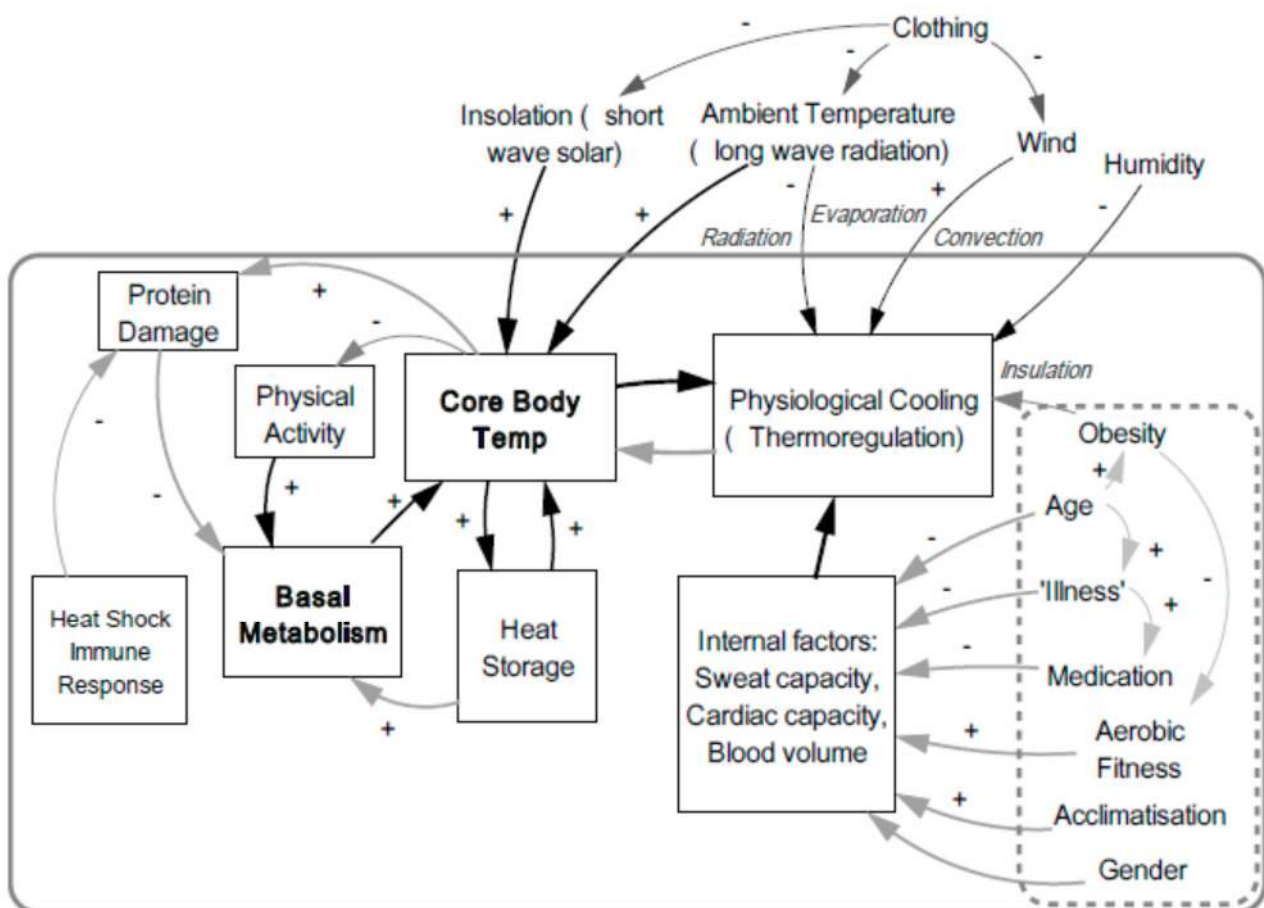 Clothing
-
-
-
Insolation ( short
wave solar)
Ambient Temperature
( long wave radiation)
Wind
Humidity
+
+
-
+
-
Radiation
Evaporation
Convection
Protein
Damage
+
-
Physical
Activity
Core Body
Temp
Physiological Cooling
( Thermoregulation)
Insulation
Obesity
-
-
+
+
+
+
+
Age
-
+
-
Basal
Metabolism
Heat
Storage
Heat Shock
Immune
Response
+
Internal factors:
Sweat capacity,
Cardiac capacity,
Blood volume
'Illness'
-
+
Medication
-
Aerobic
Fitness
+
Acclimatisation
+
Gender